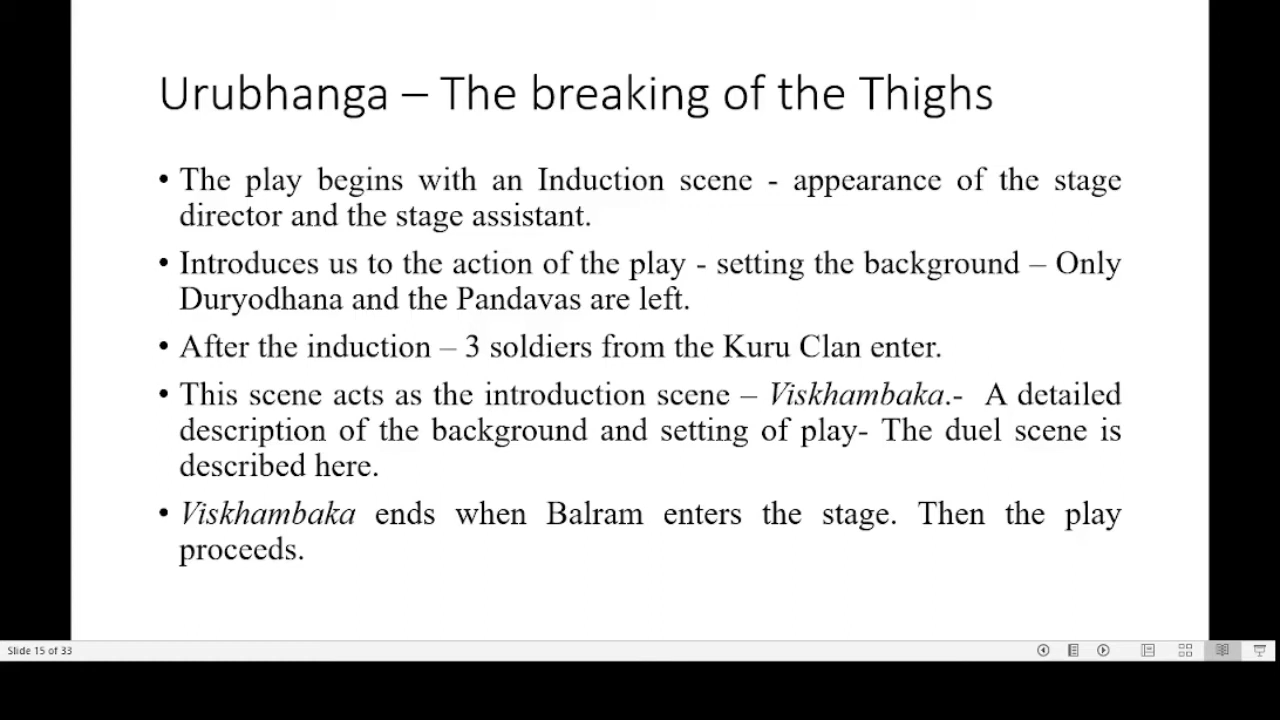 Urubhanga – The breaking of the Thighs
• The play begins with an Induction scene - appearance of the stage
director and the stage assistant.
• Introduces us to the action of the play - setting the background – Only
Duryodhana and the Pandavas are left.
• After the induction – 3 soldiers from the Kuru Clan enter.
• This scene acts as the introduction scene – Viskhambaka.- A detailed
description of the background and setting of play- The duel scene is
described here.
• Viskhambaka ends when Balram enters the stage. Then the play
proceeds.
Slide 15 of 33